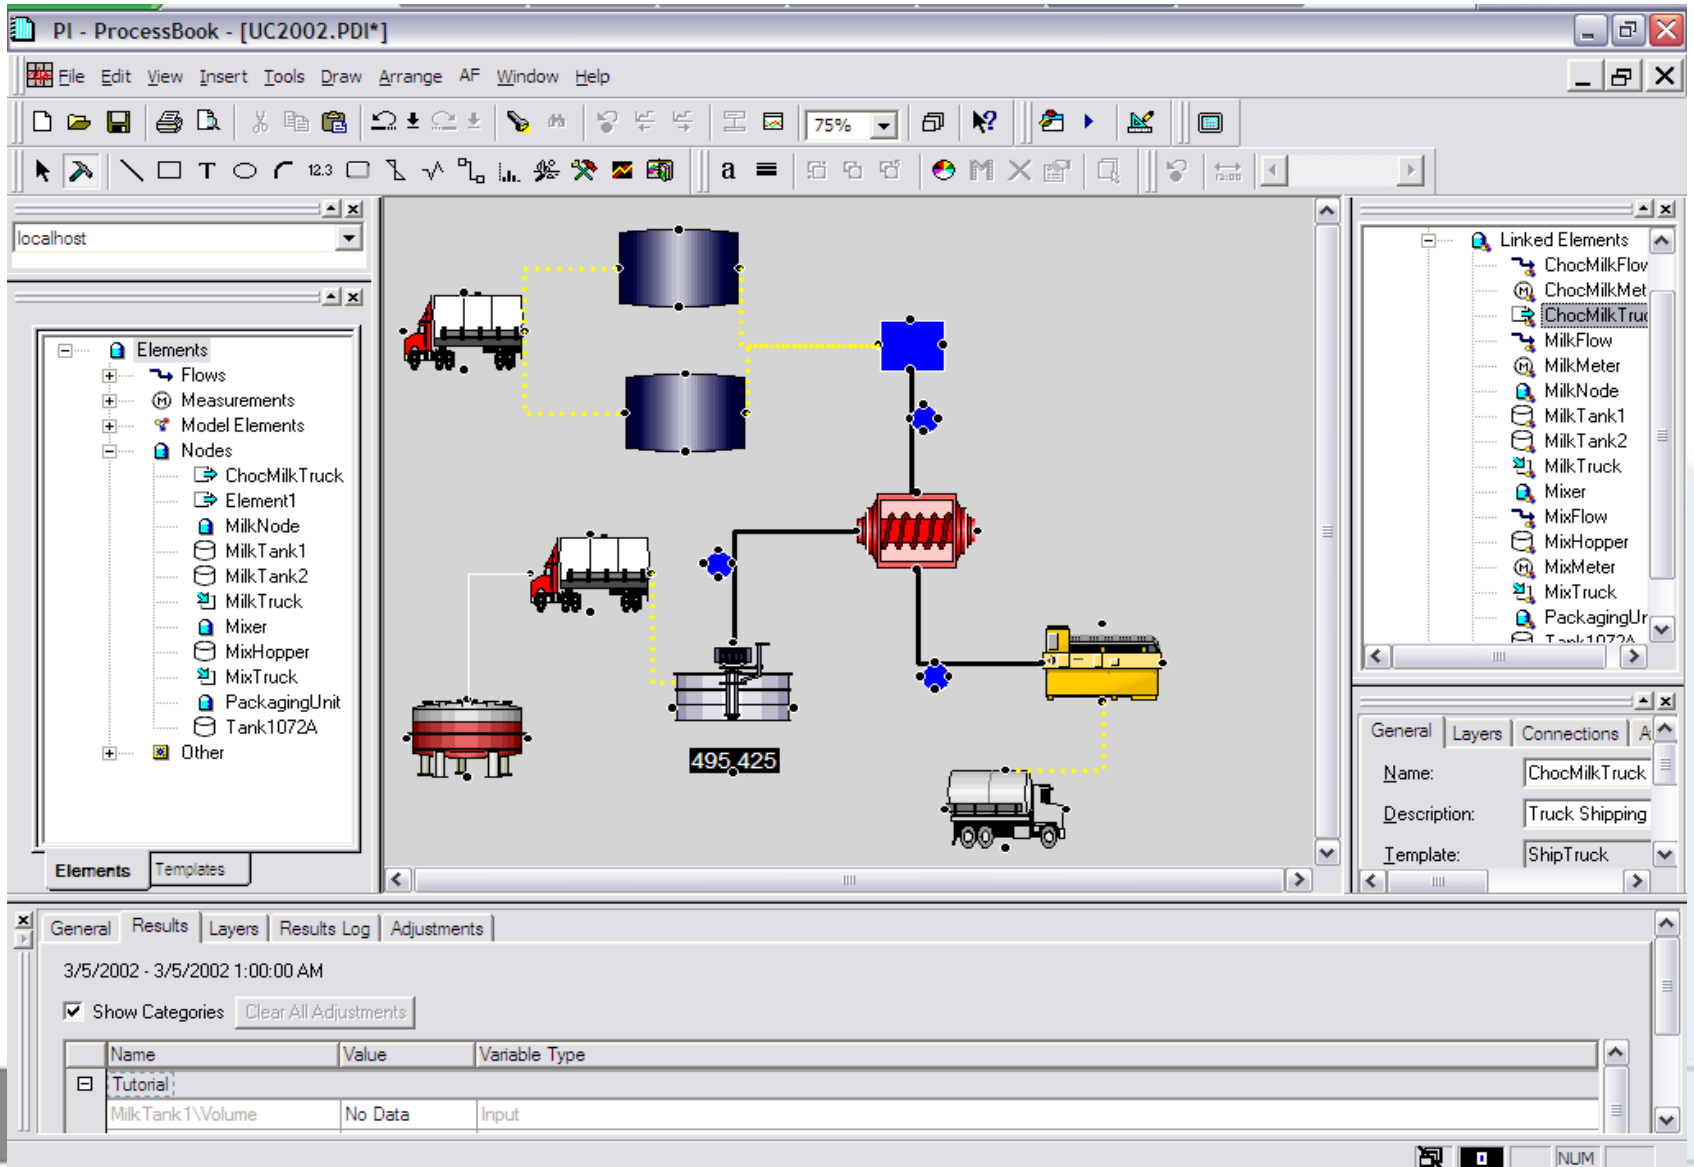 PI - ProcessBook - [UC2002.PDI*]
File Edit View Insert Tools Draw Arrange AF Window Help
75%
T 12.3 a 12:00
localhost
Elements
Flows
Measurements
Model Elements
Nodes
ChocMilkTruck
Element1
MilkNode
MilkTank1
MilkTank2
MilkTruck
Mixer
MixHopper
MixTruck
PackagingUnit
Tank1072A
Other
Elements Templates
495.425
Linked Elements
ChocMilkFlow
ChocMilkMet
ChocMilkTruc
MilkFlow
MilkMeter
MilkNode
MilkTank1
MilkTank2
MilkTruck
Mixer
MixFlow
MixHopper
MixMeter
MixTruck
PackagingUr
Tank1072A
General Layers Connections A
Name: ChocMilkTruck
Description: Truck Shipping
Template: ShipTruck
General Results Layers Results Log Adjustments
3/5/2002 - 3/5/2002 1:00:00 AM
Show Categories Clear All Adjustments
Name Value Variable Type
Tutorial
MilkTank1\Volume No Data Input
NUM